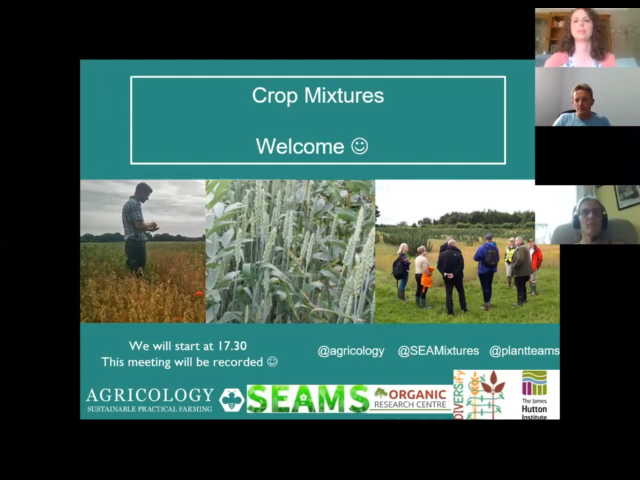 Crop Mixtures
Welcome ☺
We will start at 17.30
This meeting will be recorded ☺
@agricology @SEAMixtures @plantteams
AGRICOLOGY
SUSTAINABLE PRACTICAL FARMING
SEAMS
ORGANIC
RESEARCH CENTRE
DIVERSify
The James
Hutton
Institute